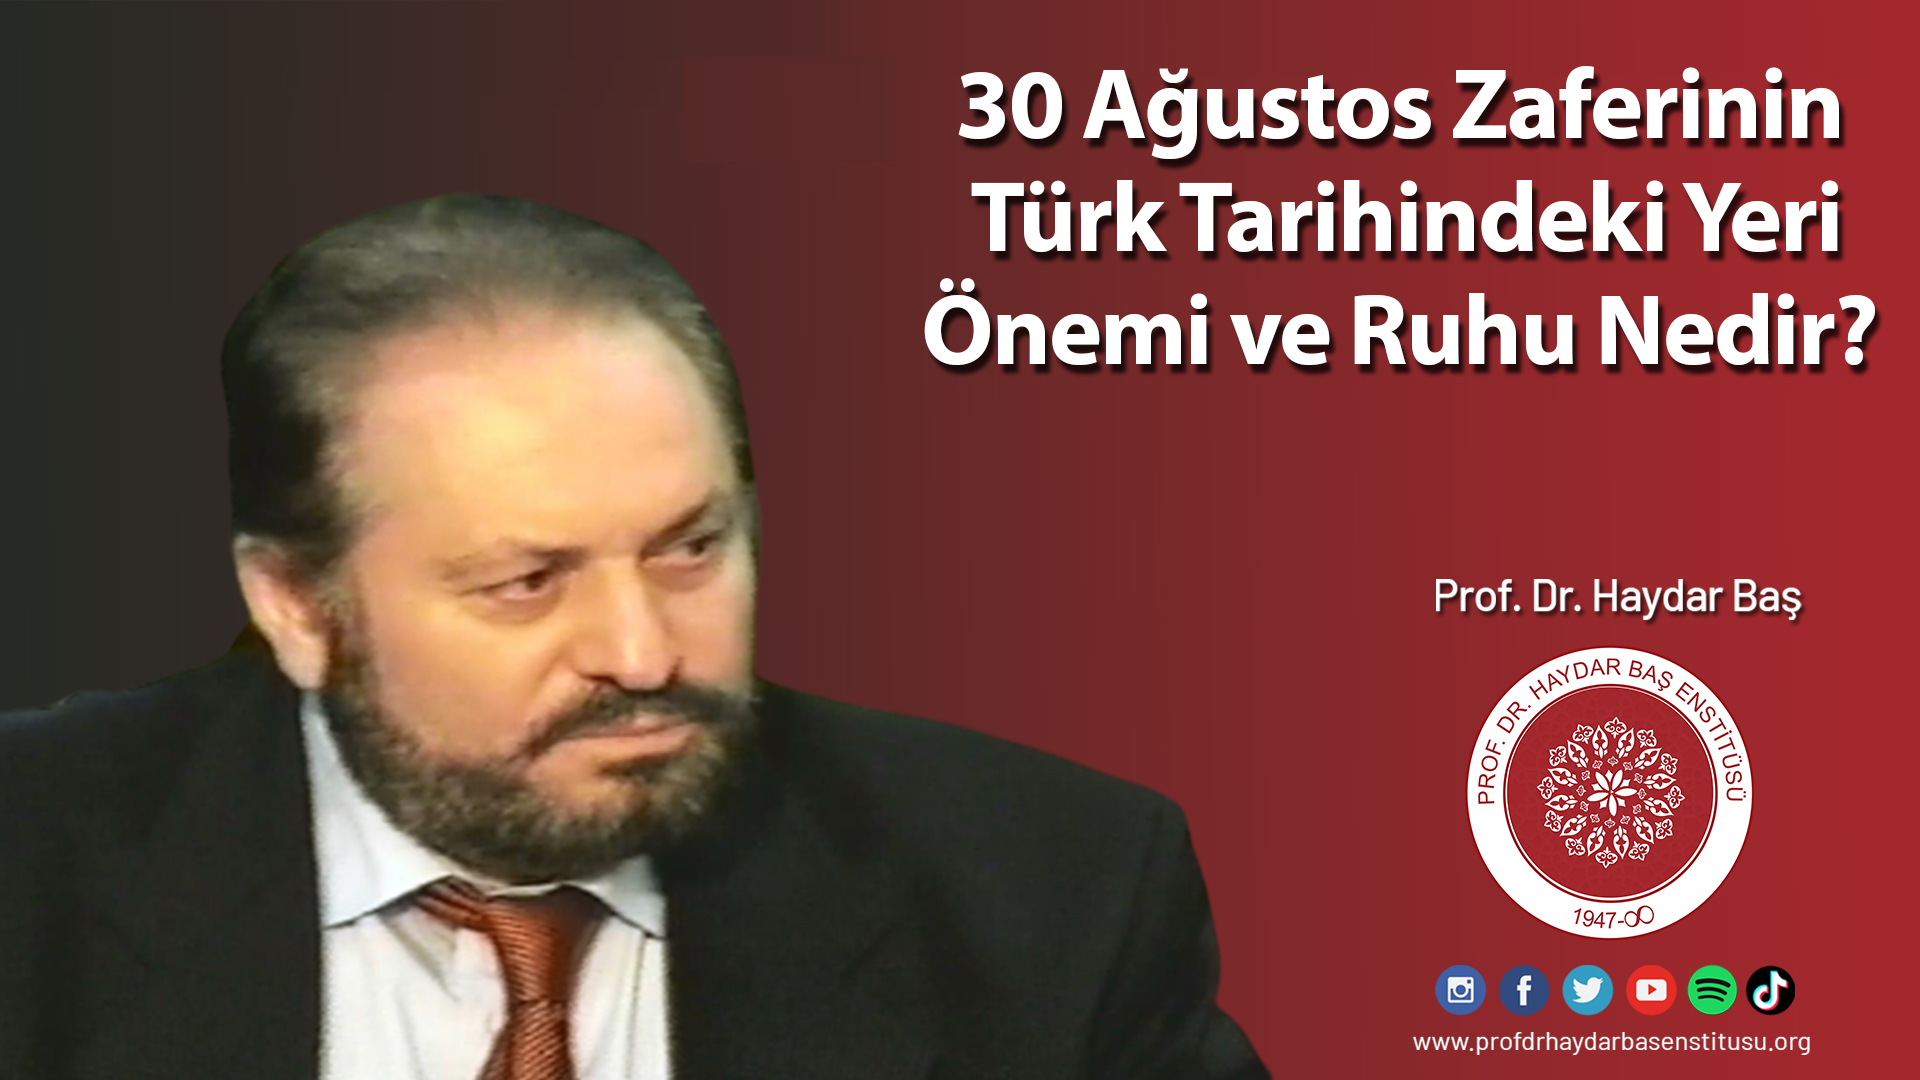 30 Ağustos Zaferinin
Türk Tarihindeki Yeri
Önemi ve Ruhu Nedir?
Prof. Dr. Haydar Baş
PROF. DR. HAYDAR BAŞ ENSTİTÜSÜ
1947-∞
www.profdrhaydarbasenstitusu.org